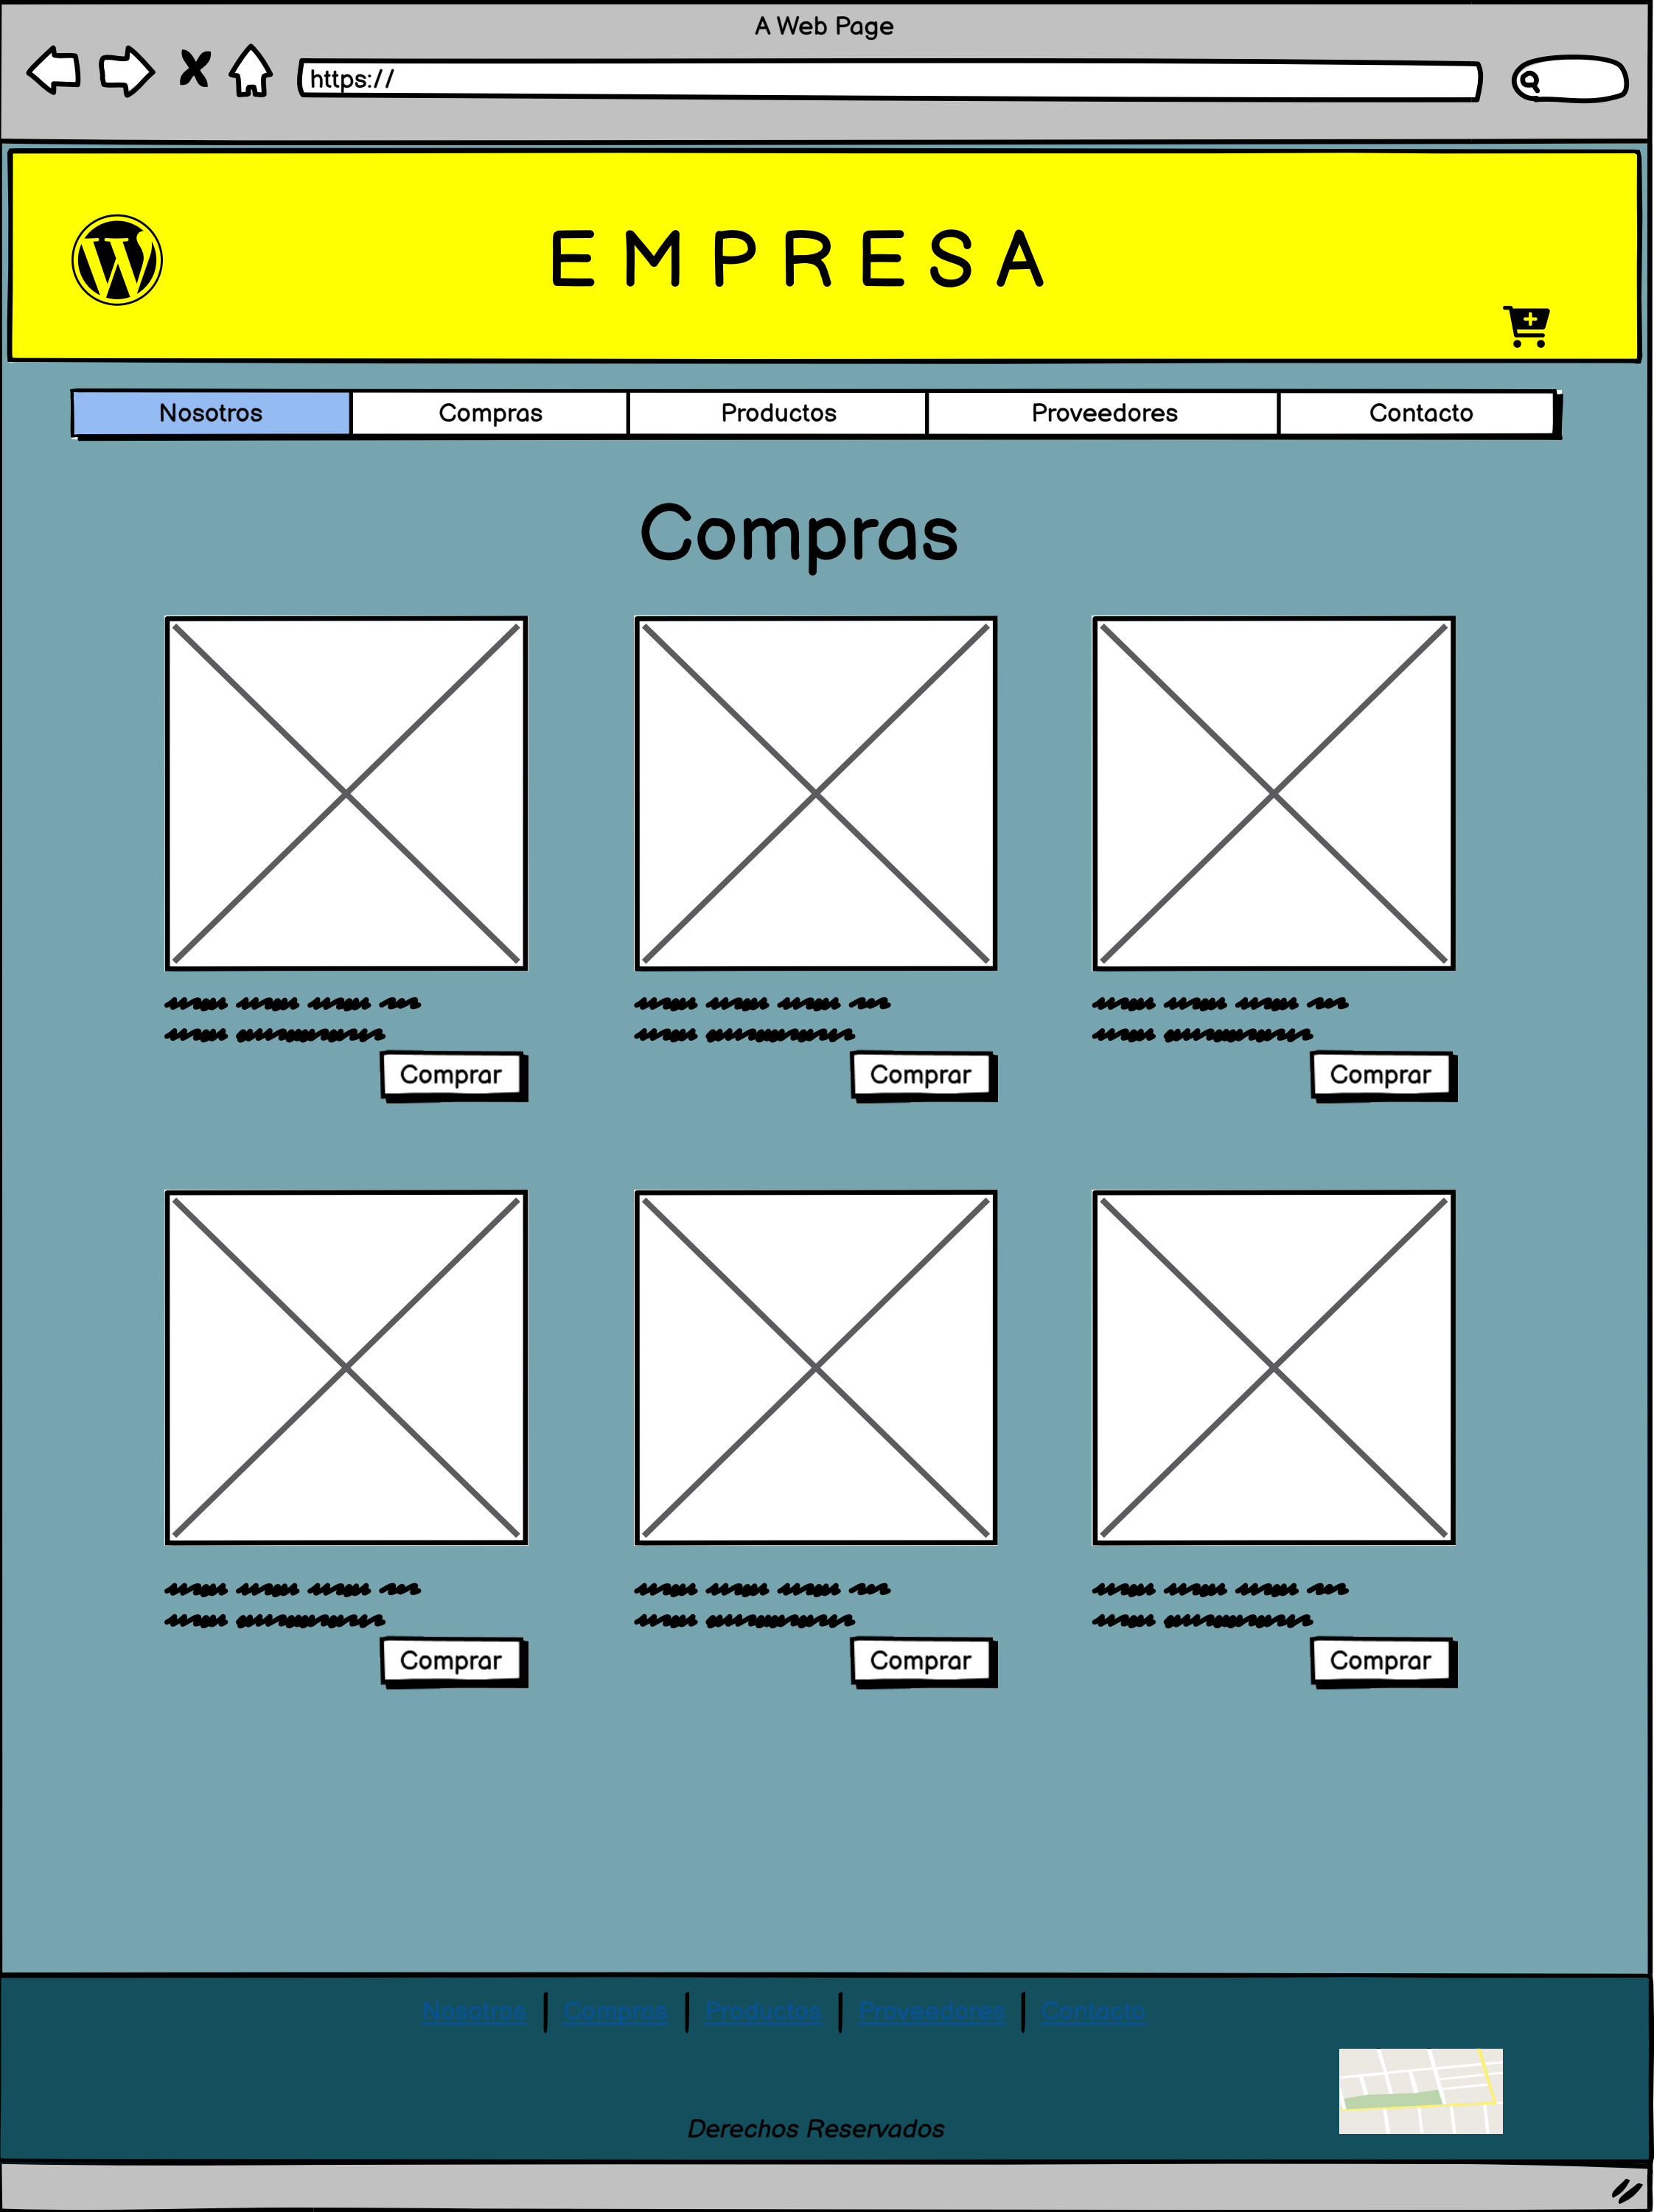 A Web Page
https://
EMPRESA
Nosotros Compras Productos Proveedores Contacto
Compras
Comprar Comprar Comprar
Comprar Comprar Comprar
Nosotros Compras Productos Proveedores Contacto
Derechos Reservados